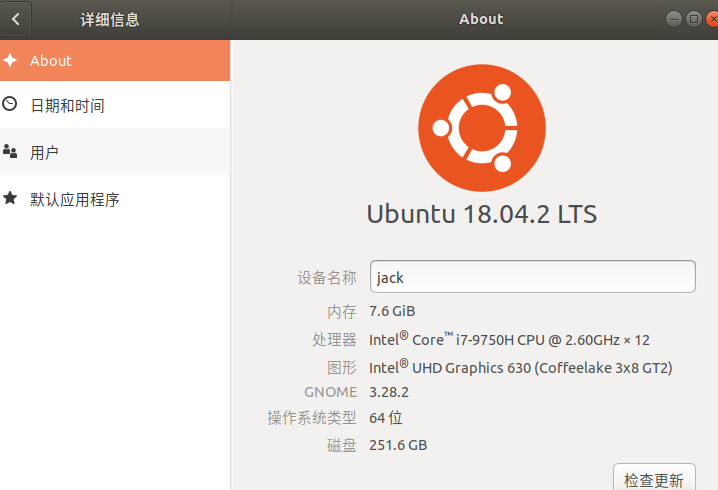 详细信息
About
About
日期和时间
用户
默认应用程序
Ubuntu 18.04.2 LTS
设备名称 jack
内存 7.6 GiB
处理器 Intel® Core™ i7-9750H CPU @ 2.60GHz × 12
图形 Intel® UHD Graphics 630 (Coffeelake 3x8 GT2)
GNOME 3.28.2
操作系统类型 64 位
磁盘 251.6 GB
检查更新